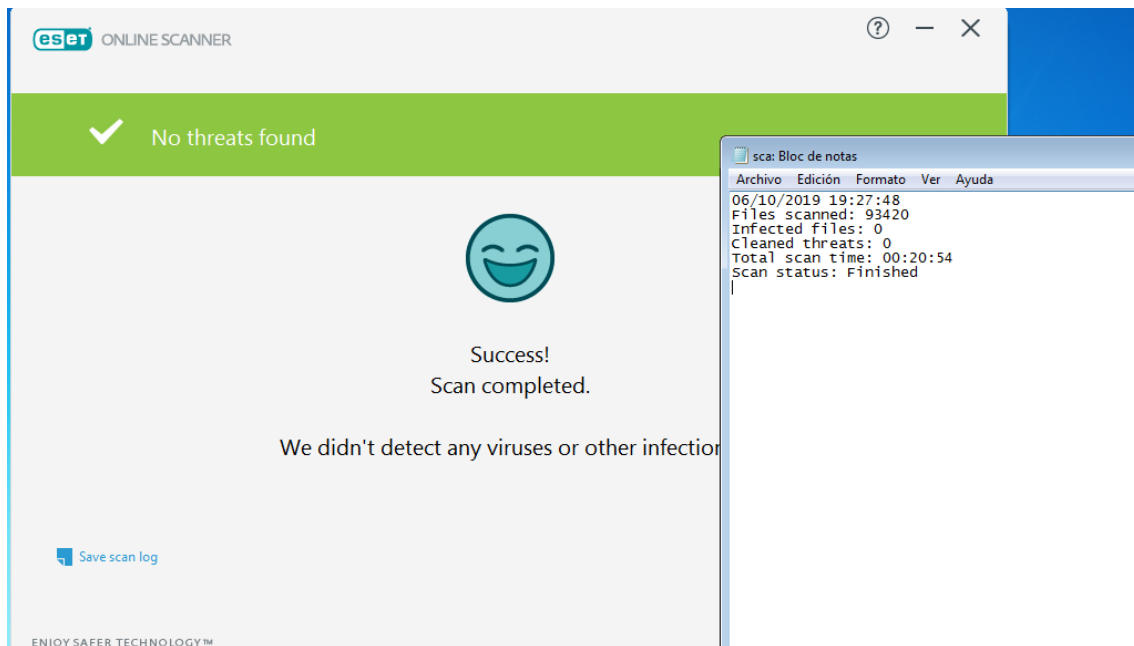 eset ONLINE SCANNER
No threats found
Success!
Scan completed.
We didn't detect any viruses or other infection
Save scan log
ENJOY SAFER TECHNOLOGY™
sca: Bloc de notas
Archivo Edición Formato Ver Ayuda
06/10/2019 19:27:48
Files scanned: 93420
Infected files: 0
Cleaned threats: 0
Total scan time: 00:20:54
Scan status: Finished